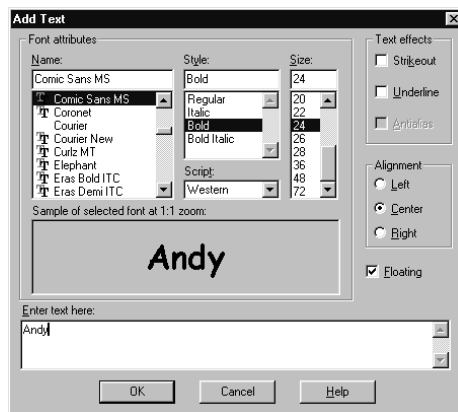 Add Text
Font attributes
Name:
Comic Sans MS
Comic Sans MS
Coronet
Courier
Courier New
Curlz MT
Elephant
Eras Bold ITC
Eras Demi ITC
Style:
Bold
Regular
Italic
Bold
Bold Italic
Script:
Western
Size:
24
20
22
24
26
28
36
48
72
Sample of selected font at 1:1 zoom:
Andy
Text effects
Strikeout
Underline
Antialias
Alignment
Left
Center
Right
Floating
Enter text here:
Andy
OK Cancel Help